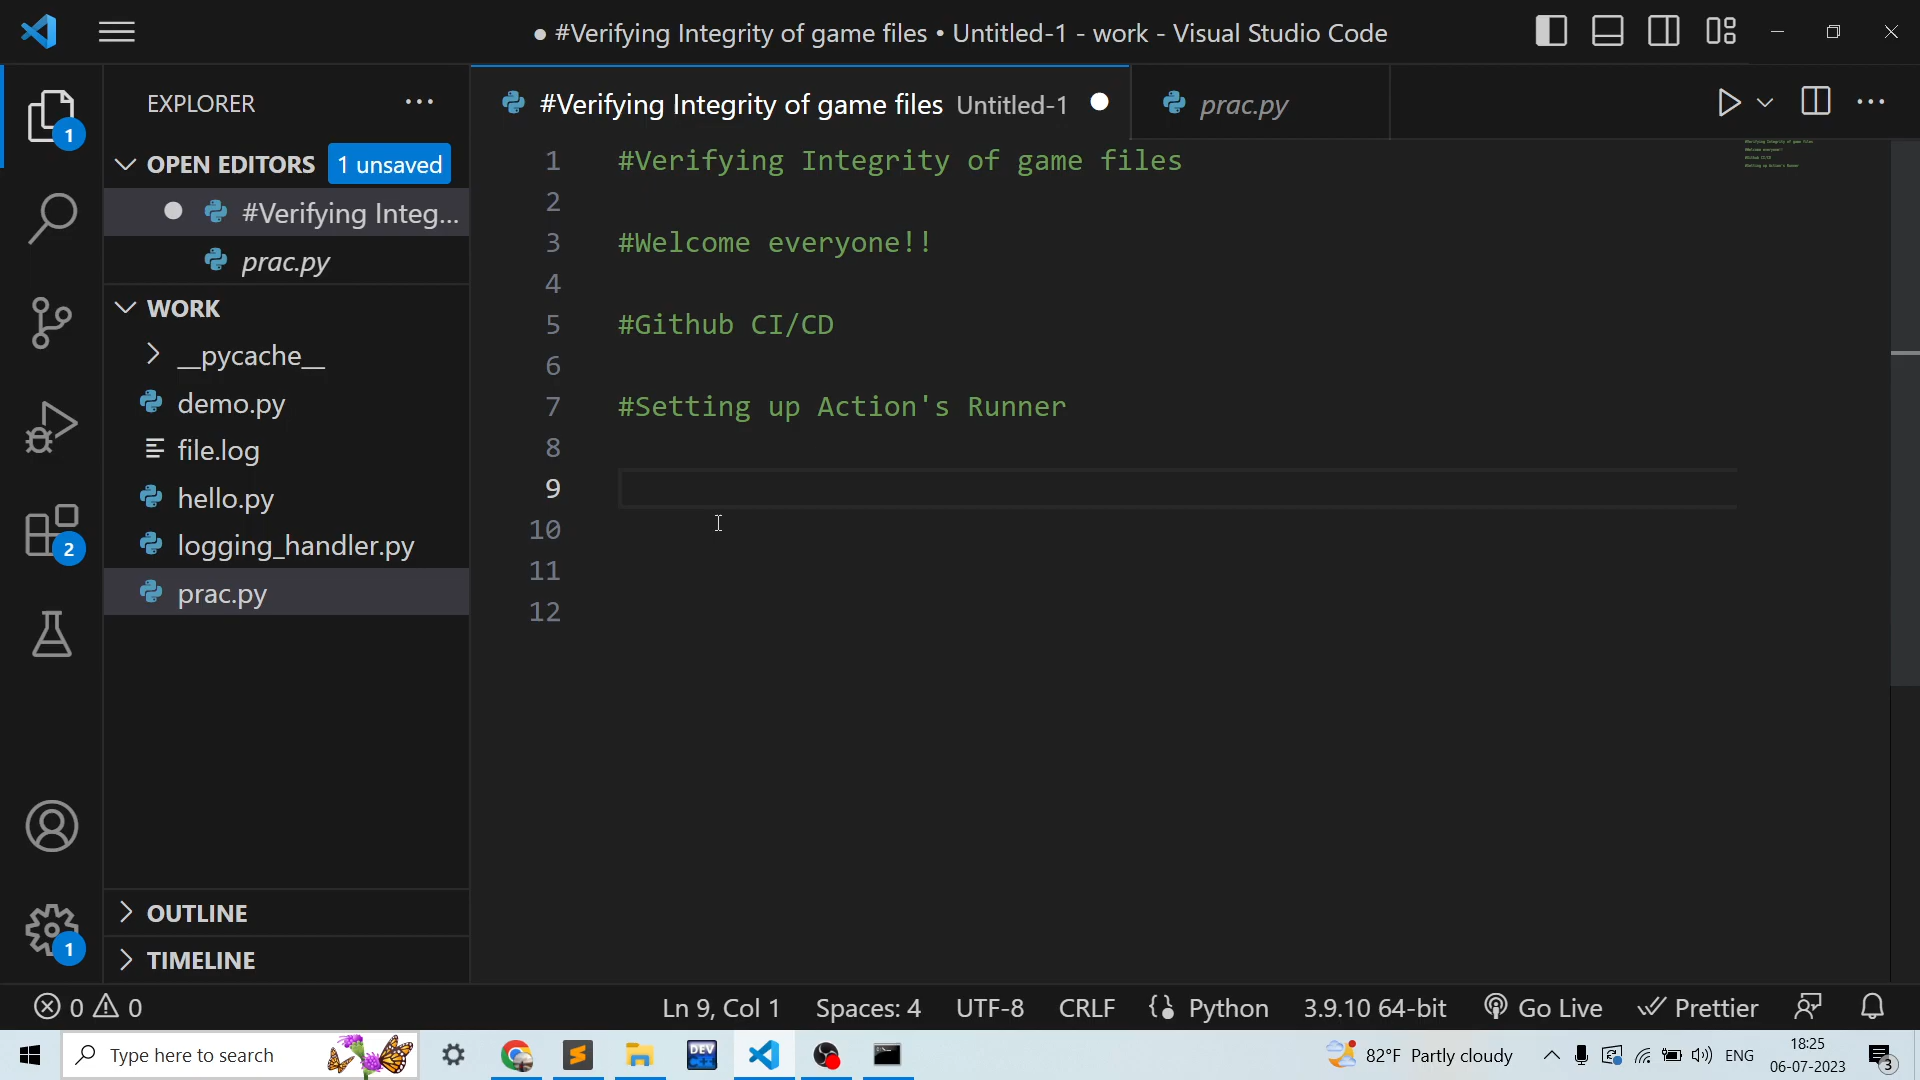 ● #Verifying Integrity of game files • Untitled-1 - work - Visual Studio Code
EXPLORER
#Verifying Integrity of game files Untitled-1
prac.py
OPEN EDITORS 1 unsaved
#Verifying Integ...
prac.py
WORK
__pycache__
demo.py
file.log
hello.py
logging_handler.py
prac.py
OUTLINE
TIMELINE
1
1
2
1 #Verifying Integrity of game files
2
3 #Welcome everyone!!
4
5 #Github CI/CD
6
7 #Setting up Action's Runner
8
9
10
11
12
0 0
Ln 9, Col 1 Spaces: 4 UTF-8 CRLF Python 3.9.10 64-bit Go Live Prettier
Type here to search
DEV
82°F Partly cloudy
ENG
18:25
06-07-2023
3